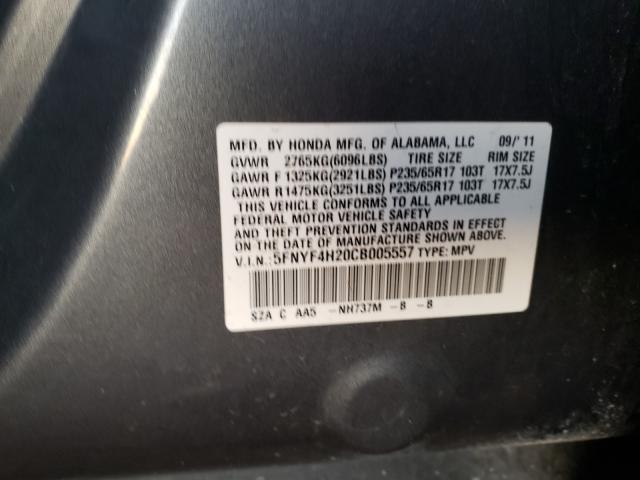 MFD. BY HONDA MFG. OF ALABAMA, LLC 09/'11
GVWR 2765KG(6096LBS) TIRE SIZE RIM SIZE
GAWR F 1325KG(2921LBS) P235/65R17 103T 17X7.5J
GAWR R1475KG(3251LBS) P235/65R17 103T 17X7.5J
THIS VEHICLE CONFORMS TO ALL APPLICABLE
FEDERAL MOTOR VEHICLE SAFETY
AND THEFT PREVENTION STANDARDS IN EFFECT
ON THE DATE OF MANUFACTURE SHOWN ABOVE.
V.I.N.: 5FNYF4H20CB005557 TYPE: MPV
SZA C AA5 -NH737M -B -B